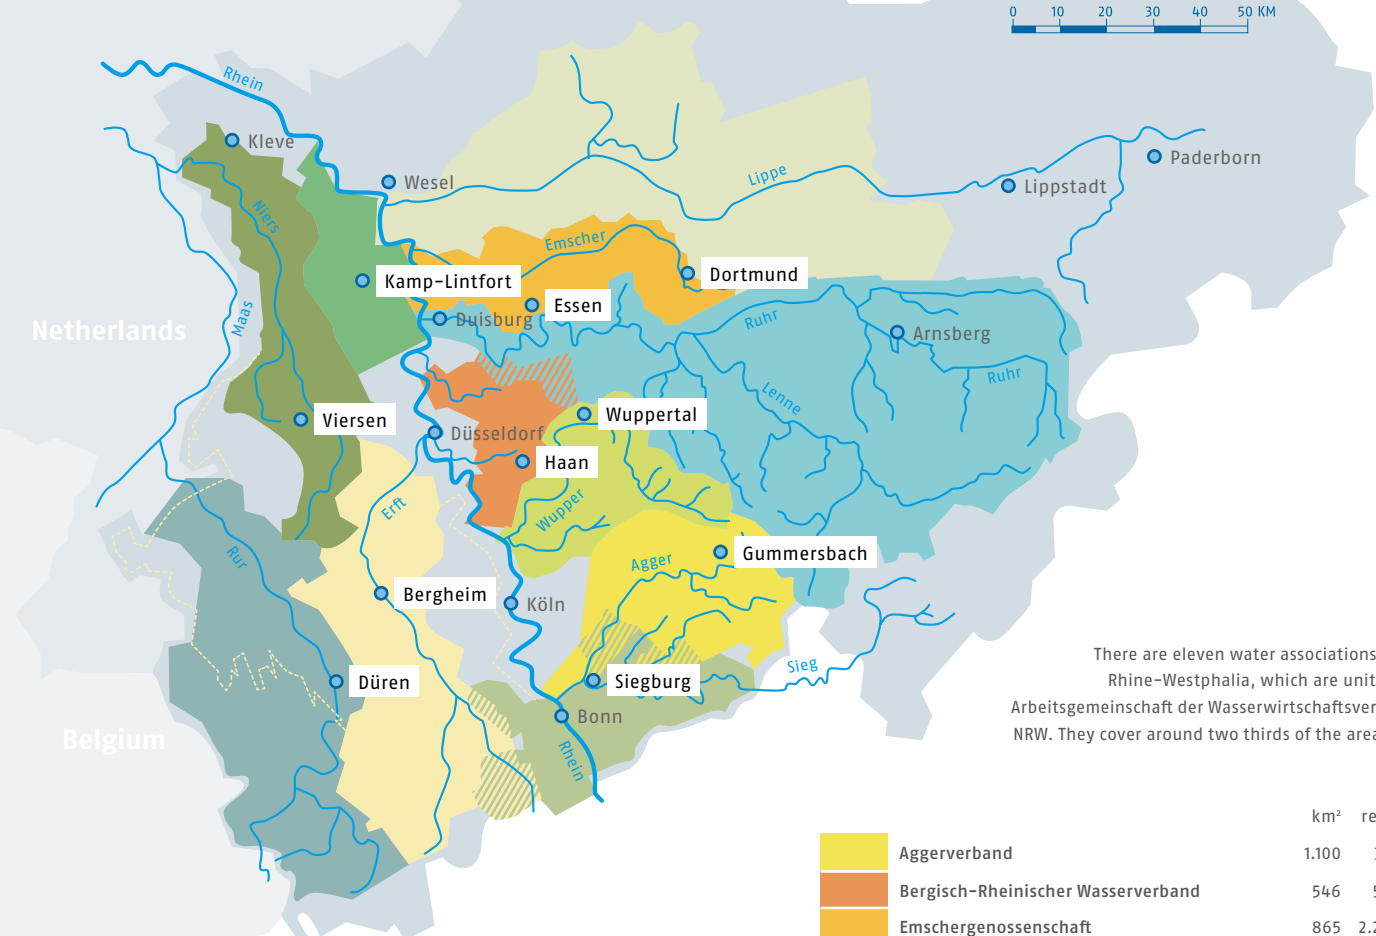 0 10 20 30 40 50 KM
Rhein
Kleve
Wesel
Paderborn
Lippstadt
Lippe
Niers
Emscher
Kamp-Lintfort
Dortmund
Essen
Duisburg
Maas
Netherlands
Ruhr
Arnsberg
Ruhr
Lenne
Viersen
Wuppertal
Düsseldorf
Haan
Erft
Wupper
Rur
Agger
Gummersbach
Bergheim
Köln
Düren
Siegburg
Sieg
Bonn
Belgium
Rhein
There are eleven water associations
Rhine-Westphalia, which are unit
Arbeitsgemeinschaft der Wasserwirtschaftsver
NRW. They cover around two thirds of the area
km² re
Aggerverband 1.100
Bergisch-Rheinischer Wasserverband 546
Emschergenossenschaft 865 2.2